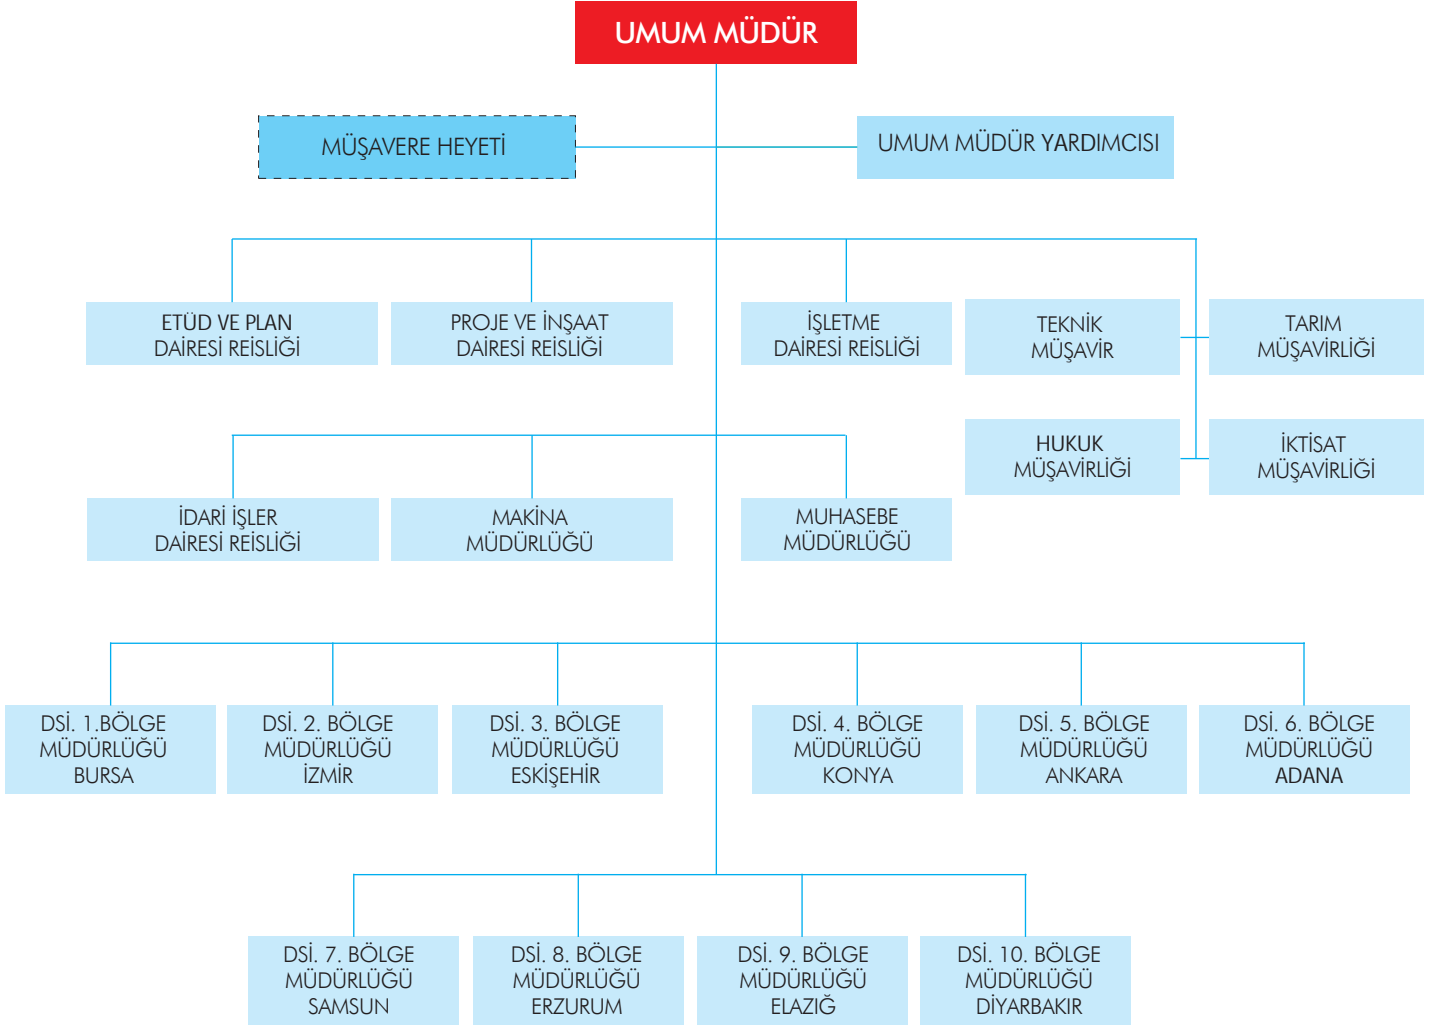 UMUM MÜDÜR
MÜŞAVERE HEYETİ
UMUM MÜDÜR YARDIMCISI
ETÜD VE PLAN
DAİRESİ REİSLİĞİ
PROJE VE İNŞAAT
DAİRESİ REİSLİĞİ
İŞLETME
DAİRESİ REİSLİĞİ
TEKNİK
MÜŞAVİR
TARIM
MÜŞAVİRLİĞİ
HUKUK
MÜŞAVİRLİĞİ
İKTİSAT
MÜŞAVİRLİĞİ
İDARİ İŞLER
DAİRESİ REİSLİĞİ
MAKİNA
MÜDÜRLÜĞÜ
MUHASEBE
MÜDÜRLÜĞÜ
DSİ. 1.BÖLGE
MÜDÜRLÜĞÜ
BURSA
DSİ. 2. BÖLGE
MÜDÜRLÜĞÜ
İZMİR
DSİ. 3. BÖLGE
MÜDÜRLÜĞÜ
ESKİŞEHİR
DSİ. 4. BÖLGE
MÜDÜRLÜĞÜ
KONYA
DSİ. 5. BÖLGE
MÜDÜRLÜĞÜ
ANKARA
DSİ. 6. BÖLGE
MÜDÜRLÜĞÜ
ADANA
DSİ. 7. BÖLGE
MÜDÜRLÜĞÜ
SAMSUN
DSİ. 8. BÖLGE
MÜDÜRLÜĞÜ
ERZURUM
DSİ. 9. BÖLGE
MÜDÜRLÜĞÜ
ELAZIĞ
DSİ. 10. BÖLGE
MÜDÜRLÜĞÜ
DİYARBAKIR